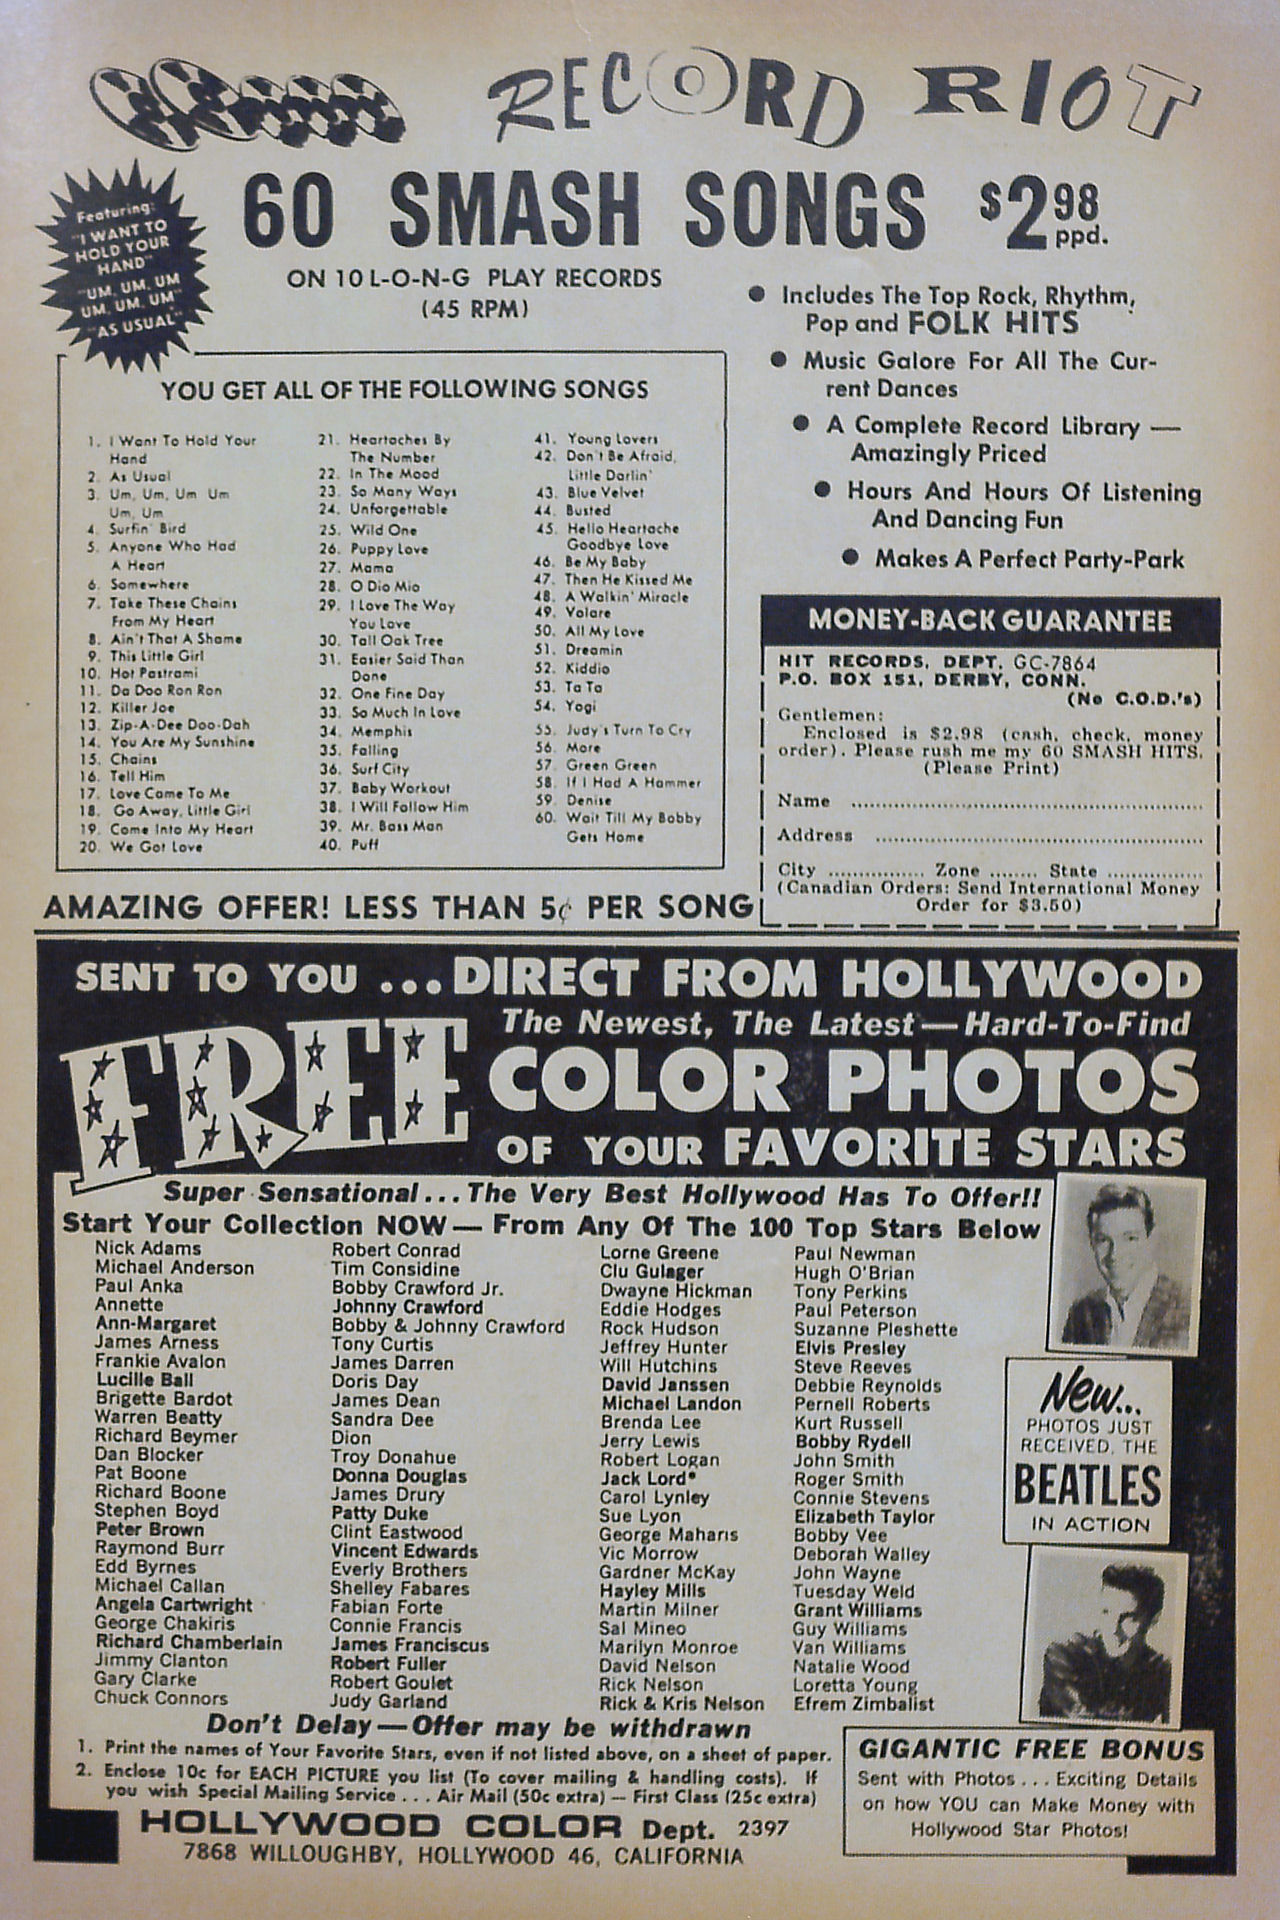 RECORD RIOT
60 SMASH SONGS $2.98 ppd.
Featuring:
"I WANT TO
HOLD YOUR
HAND"
"UM, UM, UM
UM, UM, UM"
"AS USUAL"
ON 10 L-O-N-G PLAY RECORDS
(45 RPM)
● Includes The Top Rock, Rhythm,
Pop and FOLK HITS
● Music Galore For All The Cur-
rent Dances
● A Complete Record Library —
Amazingly Priced
● Hours And Hours Of Listening
And Dancing Fun
● Makes A Perfect Party-Park
YOU GET ALL OF THE FOLLOWING SONGS
1. I Want To Hold Your
Hand
2. As Usual
3. Um, Um, Um Um
Um, Um
4. Surfin' Bird
5. Anyone Who Had
A Heart
6. Somewhere
7. Take These Chains
From My Heart
8. Ain't That A Shame
9. This Little Girl
10. Hot Pastrami
11. Da Doo Ron Ron
12. Killer Joe
13. Zip-A-Dee Doo-Dah
14. You Are My Sunshine
15. Chains
16. Tell Him
17. Love Came To Me
18. Go Away, Little Girl
19. Come Into My Heart
20. We Got Love
21. Heartaches By
The Number
22. In The Mood
23. So Many Ways
24. Unforgettable
25. Wild One
26. Puppy Love
27. Mama
28. O Dio Mio
29. I Love The Way
You Love
30. Tall Oak Tree
31. Easier Said Than
Done
32. One Fine Day
33. So Much In Love
34. Memphis
35. Falling
36. Surf City
37. Baby Workout
38. I Will Follow Him
39. Mr. Bass Man
40. Puff
41. Young Lovers
42. Don't Be Afraid,
Little Darlin'
43. Blue Velvet
44. Busted
45. Hello Heartache
Goodbye Love
46. Be My Baby
47. Then He Kissed Me
48. A Walkin' Miracle
49. Volare
50. All My Love
51. Dreamin
52. Kiddio
53. Ta Ta
54. Yogi
55. Judy's Turn To Cry
56. More
57. Green Green
58. If I Had A Hammer
59. Denise
60. Wait Till My Bobby
Gets Home
AMAZING OFFER! LESS THAN 5¢ PER SONG
MONEY-BACK GUARANTEE
HIT RECORDS, DEPT. GC-7864
P.O. BOX 151, DERBY, CONN.
(No C.O.D.'s)
Gentlemen:
Enclosed is $2.98 (cash, check, money
order). Please rush me my 60 SMASH HITS.
(Please Print)
Name ........................................
Address ........................................
City ................ Zone ........ State ................
(Canadian Orders: Send International Money
Order for $3.50)
SENT TO YOU ... DIRECT FROM HOLLYWOOD
FREE
The Newest, The Latest — Hard-To-Find
COLOR PHOTOS
OF YOUR FAVORITE STARS
Super Sensational... The Very Best Hollywood Has To Offer!!
Start Your Collection NOW — From Any Of The 100 Top Stars Below
Nick Adams
Michael Anderson
Paul Anka
Annette
Ann-Margaret
James Arness
Frankie Avalon
Lucille Ball
Brigette Bardot
Warren Beatty
Richard Beymer
Dan Blocker
Pat Boone
Richard Boone
Stephen Boyd
Peter Brown
Raymond Burr
Edd Byrnes
Michael Callan
Angela Cartwright
George Chakiris
Richard Chamberlain
Jimmy Clanton
Gary Clarke
Chuck Connors
Robert Conrad
Tim Considine
Bobby Crawford Jr.
Johnny Crawford
Bobby & Johnny Crawford
Tony Curtis
James Darren
Doris Day
James Dean
Sandra Dee
Dion
Troy Donahue
Donna Douglas
James Drury
Patty Duke
Clint Eastwood
Vincent Edwards
Everly Brothers
Shelley Fabares
Fabian Forte
Connie Francis
James Franciscus
Robert Fuller
Robert Goulet
Judy Garland
Lorne Greene
Clu Gulager
Dwayne Hickman
Eddie Hodges
Rock Hudson
Jeffrey Hunter
Will Hutchins
David Janssen
Michael Landon
Brenda Lee
Jerry Lewis
Robert Logan
Jack Lord*
Carol Lynley
Sue Lyon
George Maharis
Vic Morrow
Gardner McKay
Hayley Mills
Martin Milner
Sal Mineo
Marilyn Monroe
David Nelson
Rick Nelson
Rick & Kris Nelson
Paul Newman
Hugh O'Brian
Tony Perkins
Paul Peterson
Suzanne Pleshette
Elvis Presley
Steve Reeves
Debbie Reynolds
Pernell Roberts
Kurt Russell
Bobby Rydell
John Smith
Roger Smith
Connie Stevens
Elizabeth Taylor
Bobby Vee
Deborah Walley
John Wayne
Tuesday Weld
Grant Williams
Guy Williams
Van Williams
Natalie Wood
Loretta Young
Efrem Zimbalist
New...
PHOTOS JUST
RECEIVED, THE
BEATLES
IN ACTION
Don't Delay — Offer may be withdrawn
1. Print the names of Your Favorite Stars, even if not listed above, on a sheet of paper.
2. Enclose 10c for EACH PICTURE you list (To cover mailing & handling costs). If
you wish Special Mailing Service . . . Air Mail (50c extra) — First Class (25c extra)
HOLLYWOOD COLOR Dept. 2397
7868 WILLOUGHBY, HOLLYWOOD 46, CALIFORNIA
GIGANTIC FREE BONUS
Sent with Photos . . . Exciting Details
on how YOU can Make Money with
Hollywood Star Photos!